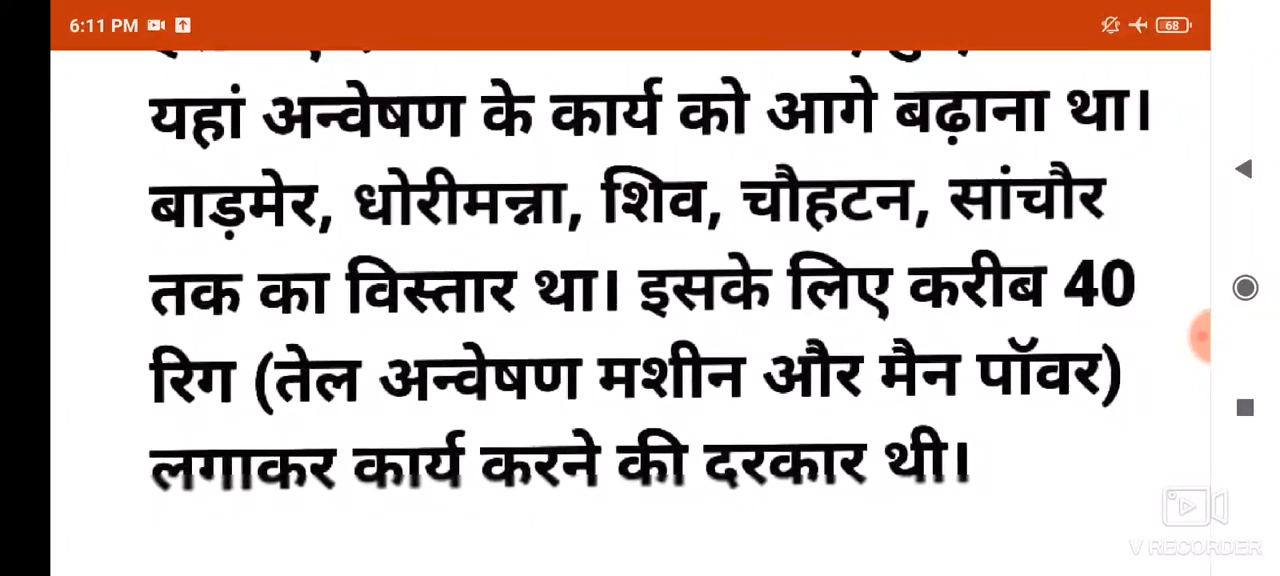 6:11 PM
68
यहां अन्वेषण के कार्य को आगे बढ़ाना था।
बाड़मेर, धोरीमन्ना, शिव, चौहटन, सांचौर
तक का विस्तार था। इसके लिए करीब 40
रिग (तेल अन्वेषण मशीन और मैन पॉवर)
लगाकर कार्य करने की दरकार थी।
V RECORDER